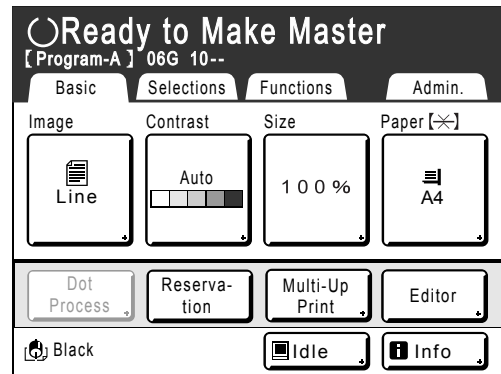 Ready to Make Master
【Program-A】 06G 10--
Basic Selections Functions Admin.
Image Contrast Size Paper【】
Line Auto 100% A4
Dot Process Reserva-tion Multi-Up Print Editor
Black Idle Info